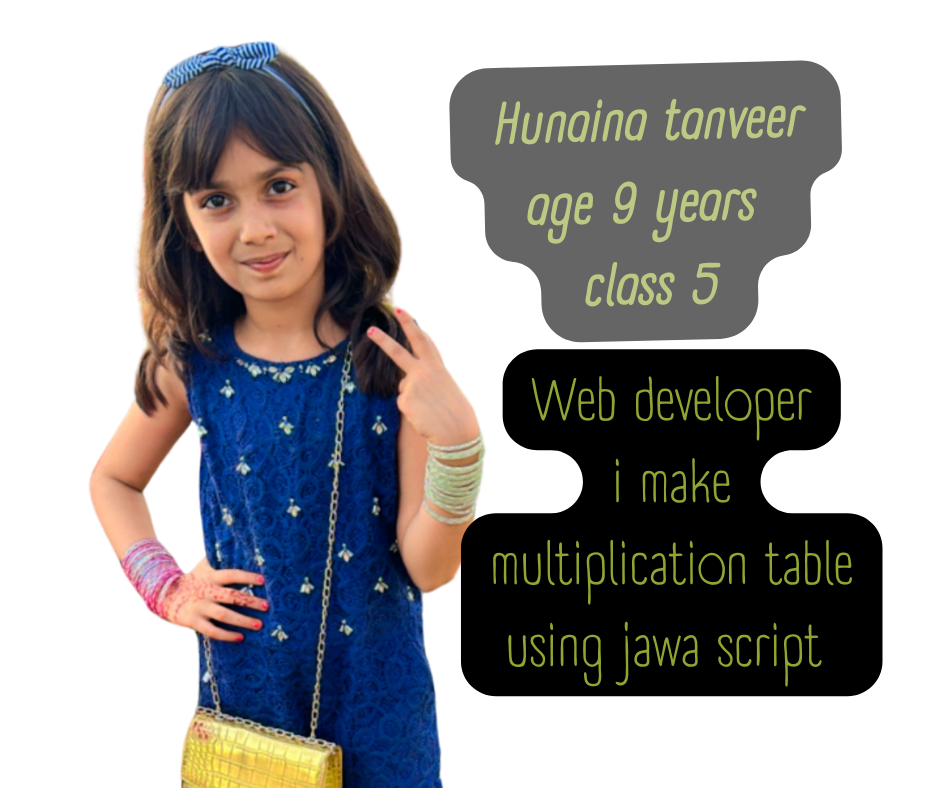 Hunaina tanveer
age 9 years
class 5
Web developer
i make
multiplication table
using jawa script